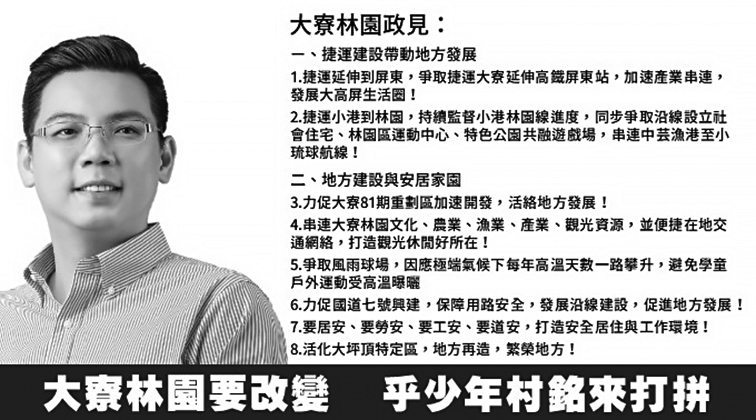 大寮林園政見：
一、捷運建設帶動地方發展
1.捷運延伸到屏東，爭取捷運大寮延伸高鐵屏東站，加速產業串連，
發展大高屏生活圈！
2.捷運小港到林園，持續監督小港林園線進度，同步爭取沿線設立社
會住宅、林園區運動中心、特色公園共融遊戲場，串連中芸漁港至小
琉球航線！
二、地方建設與安居家園
3.力促大寮81期重劃區加速開發，活絡地方發展！
4.串連大寮林園文化、農業、漁業、產業、觀光資源，並便捷在地交
通網絡，打造觀光休閒好所在！
5.爭取風雨球場，因應極端氣候下每年高溫天數一路攀升，避免學童
戶外運動受高溫曝曬
6.力促國道七號興建，保障用路安全，發展沿線建設，促進地方發展！
7.要居安、要勞安、要工安、要道安，打造安全居住與工作環境！
8.活化大坪頂特定區，地方再造，繁榮地方！
大寮林園要改變　乎少年村銘來打拼